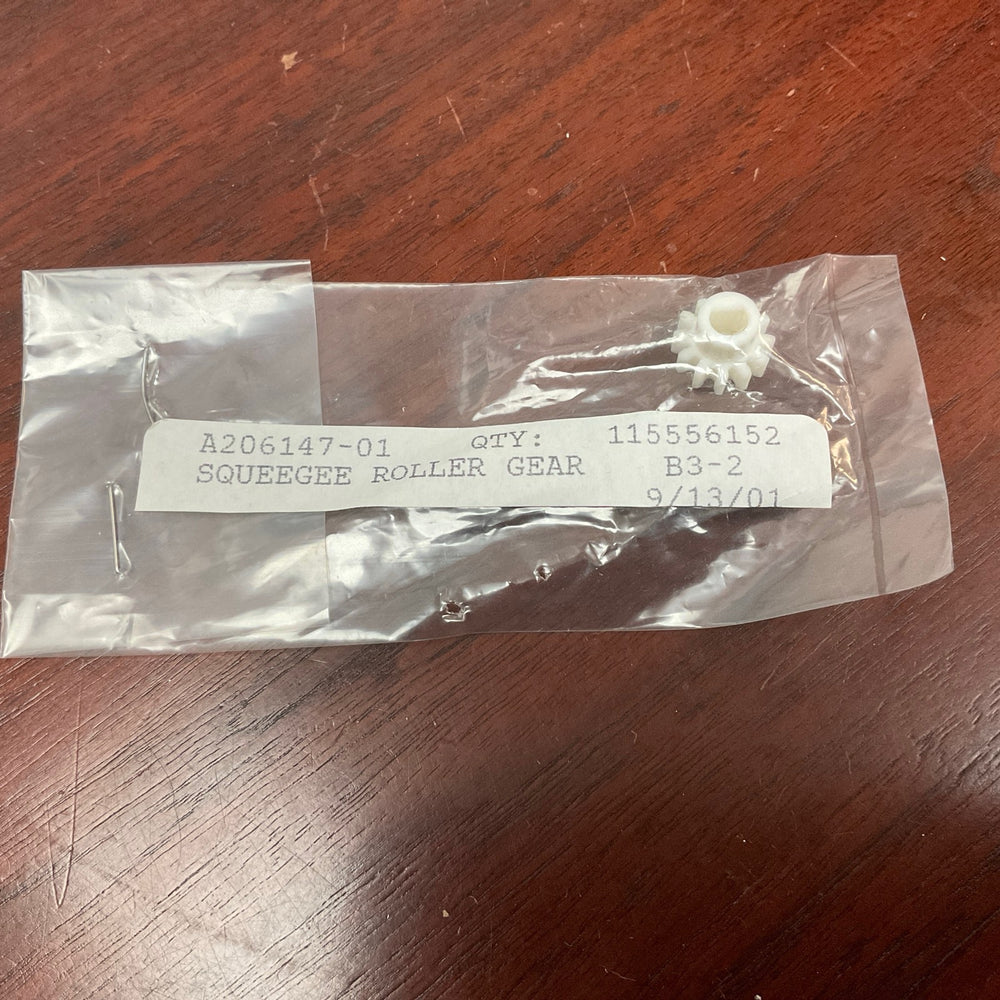 A206147-01 QTY: 115556152
SQUEEGEE ROLLER GEAR B3-2
9/13/01